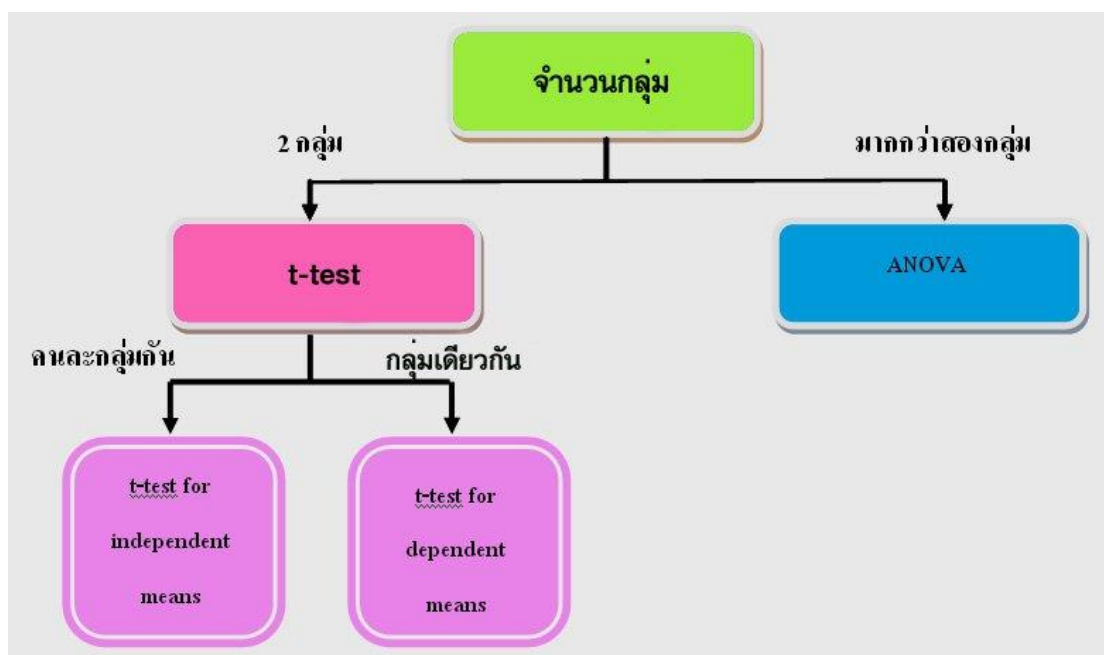 จำนวนกลุ่ม
2 กลุ่ม
มากกว่าสองกลุ่ม
t-test
ANOVA
คนละกลุ่มกัน
กลุ่มเดียวกัน
t-test for
independent
means
t-test for
dependent
means